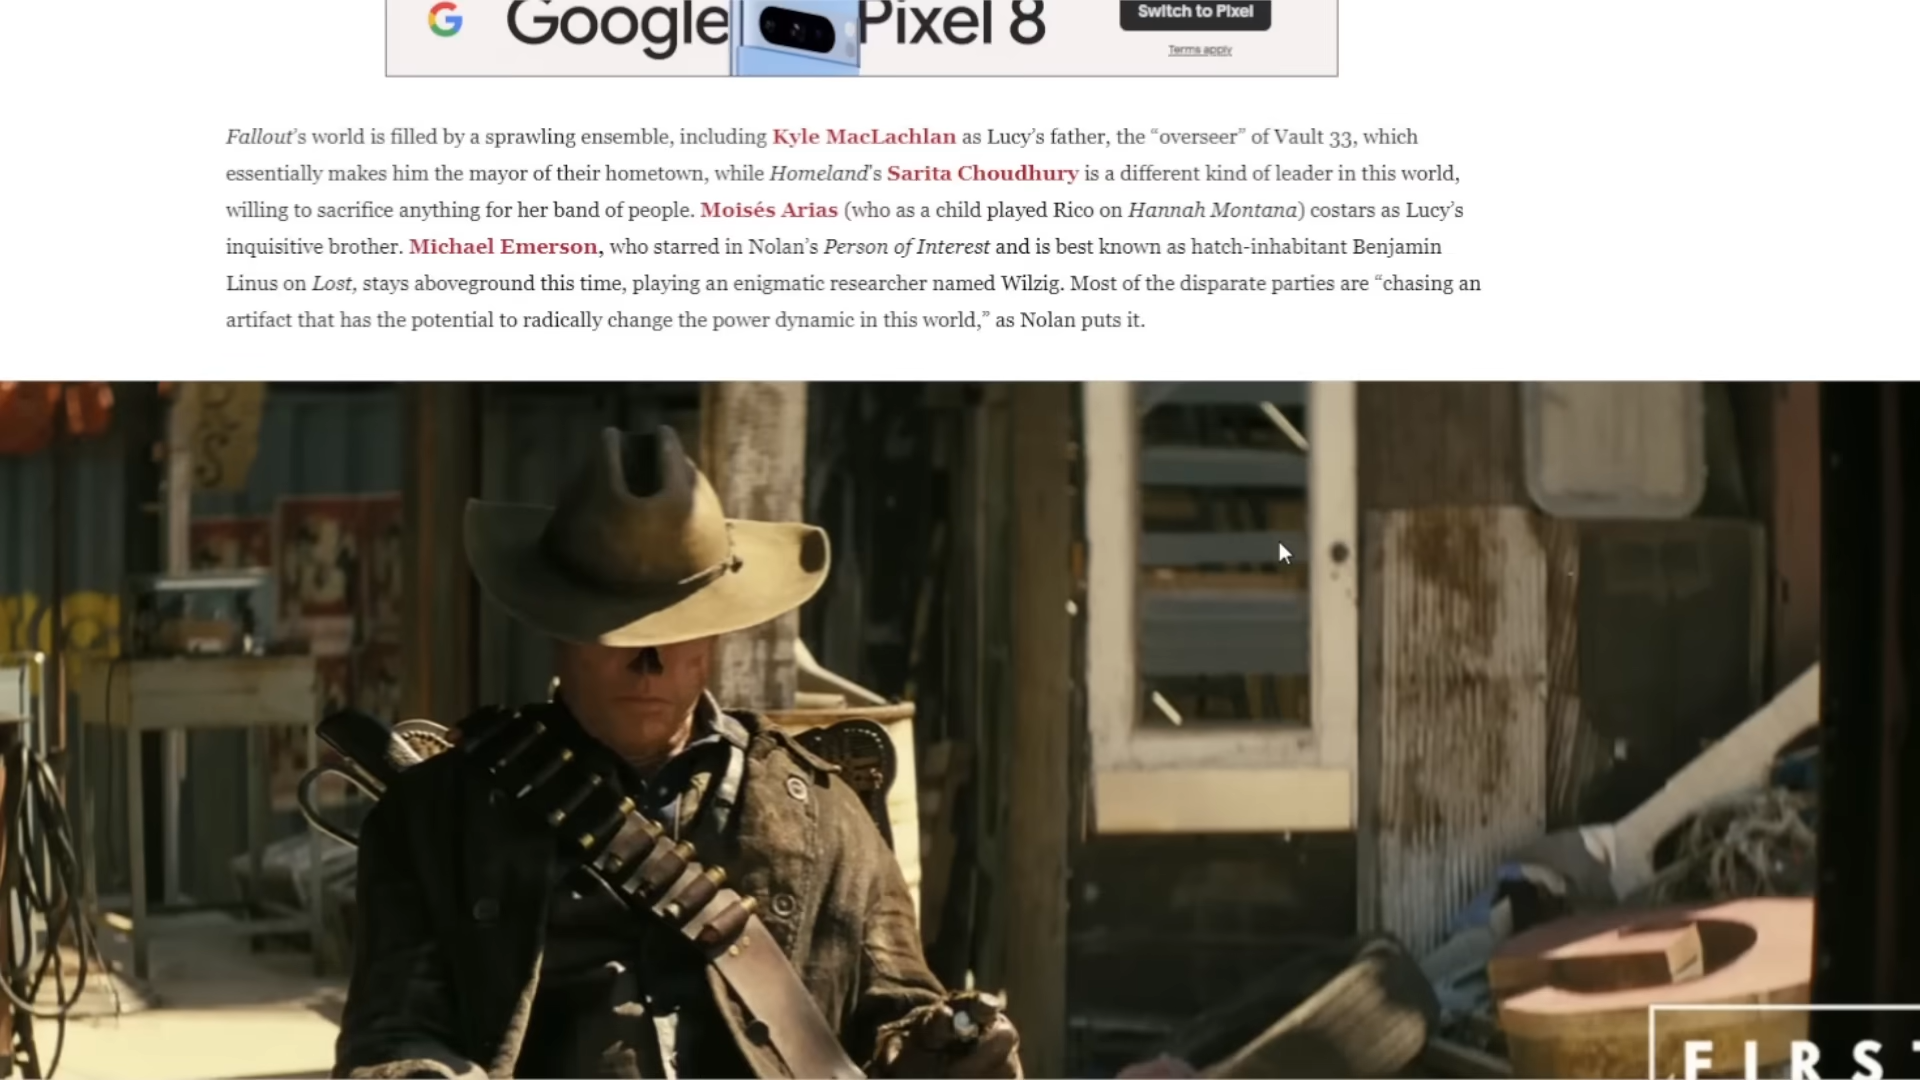 Google Pixel 8
Switch to Pixel
Terms apply
Fallout's world is filled by a sprawling ensemble, including Kyle MacLachlan as Lucy's father, the “overseer” of Vault 33, which
essentially makes him the mayor of their hometown, while Homeland's Sarita Choudhury is a different kind of leader in this world,
willing to sacrifice anything for her band of people. Moisés Arias (who as a child played Rico on Hannah Montana) costars as Lucy’s
inquisitive brother. Michael Emerson, who starred in Nolan’s Person of Interest and is best known as hatch-inhabitant Benjamin
Linus on Lost, stays aboveground this time, playing an enigmatic researcher named Wilzig. Most of the disparate parties are “chasing an
artifact that has the potential to radically change the power dynamic in this world,” as Nolan puts it.
FIRST